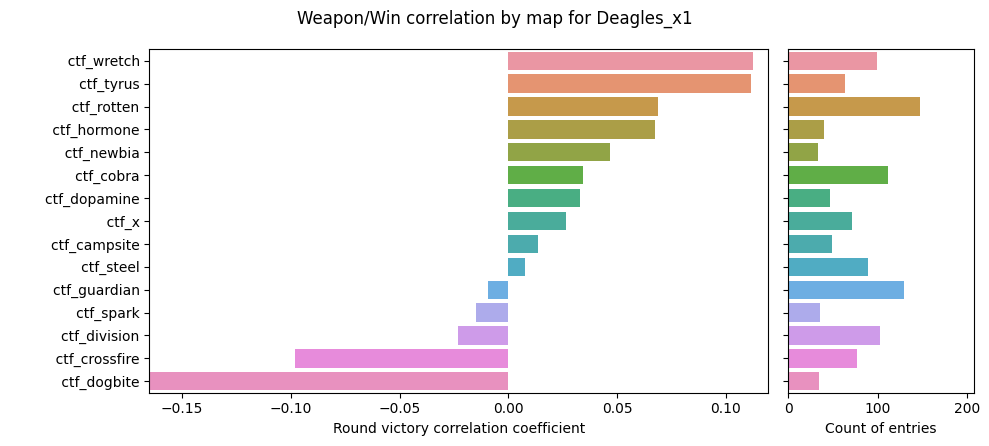 Weapon/Win correlation by map for Deagles_x1
ctf_wretch
ctf_tyrus
ctf_rotten
ctf_hormone
ctf_newbia
ctf_cobra
ctf_dopamine
ctf_x
ctf_campsite
ctf_steel
ctf_guardian
ctf_spark
ctf_division
ctf_crossfire
ctf_dogbite
−0.15 −0.10 −0.05 0.00 0.05 0.10
0 100 200
Round victory correlation coefficient
Count of entries